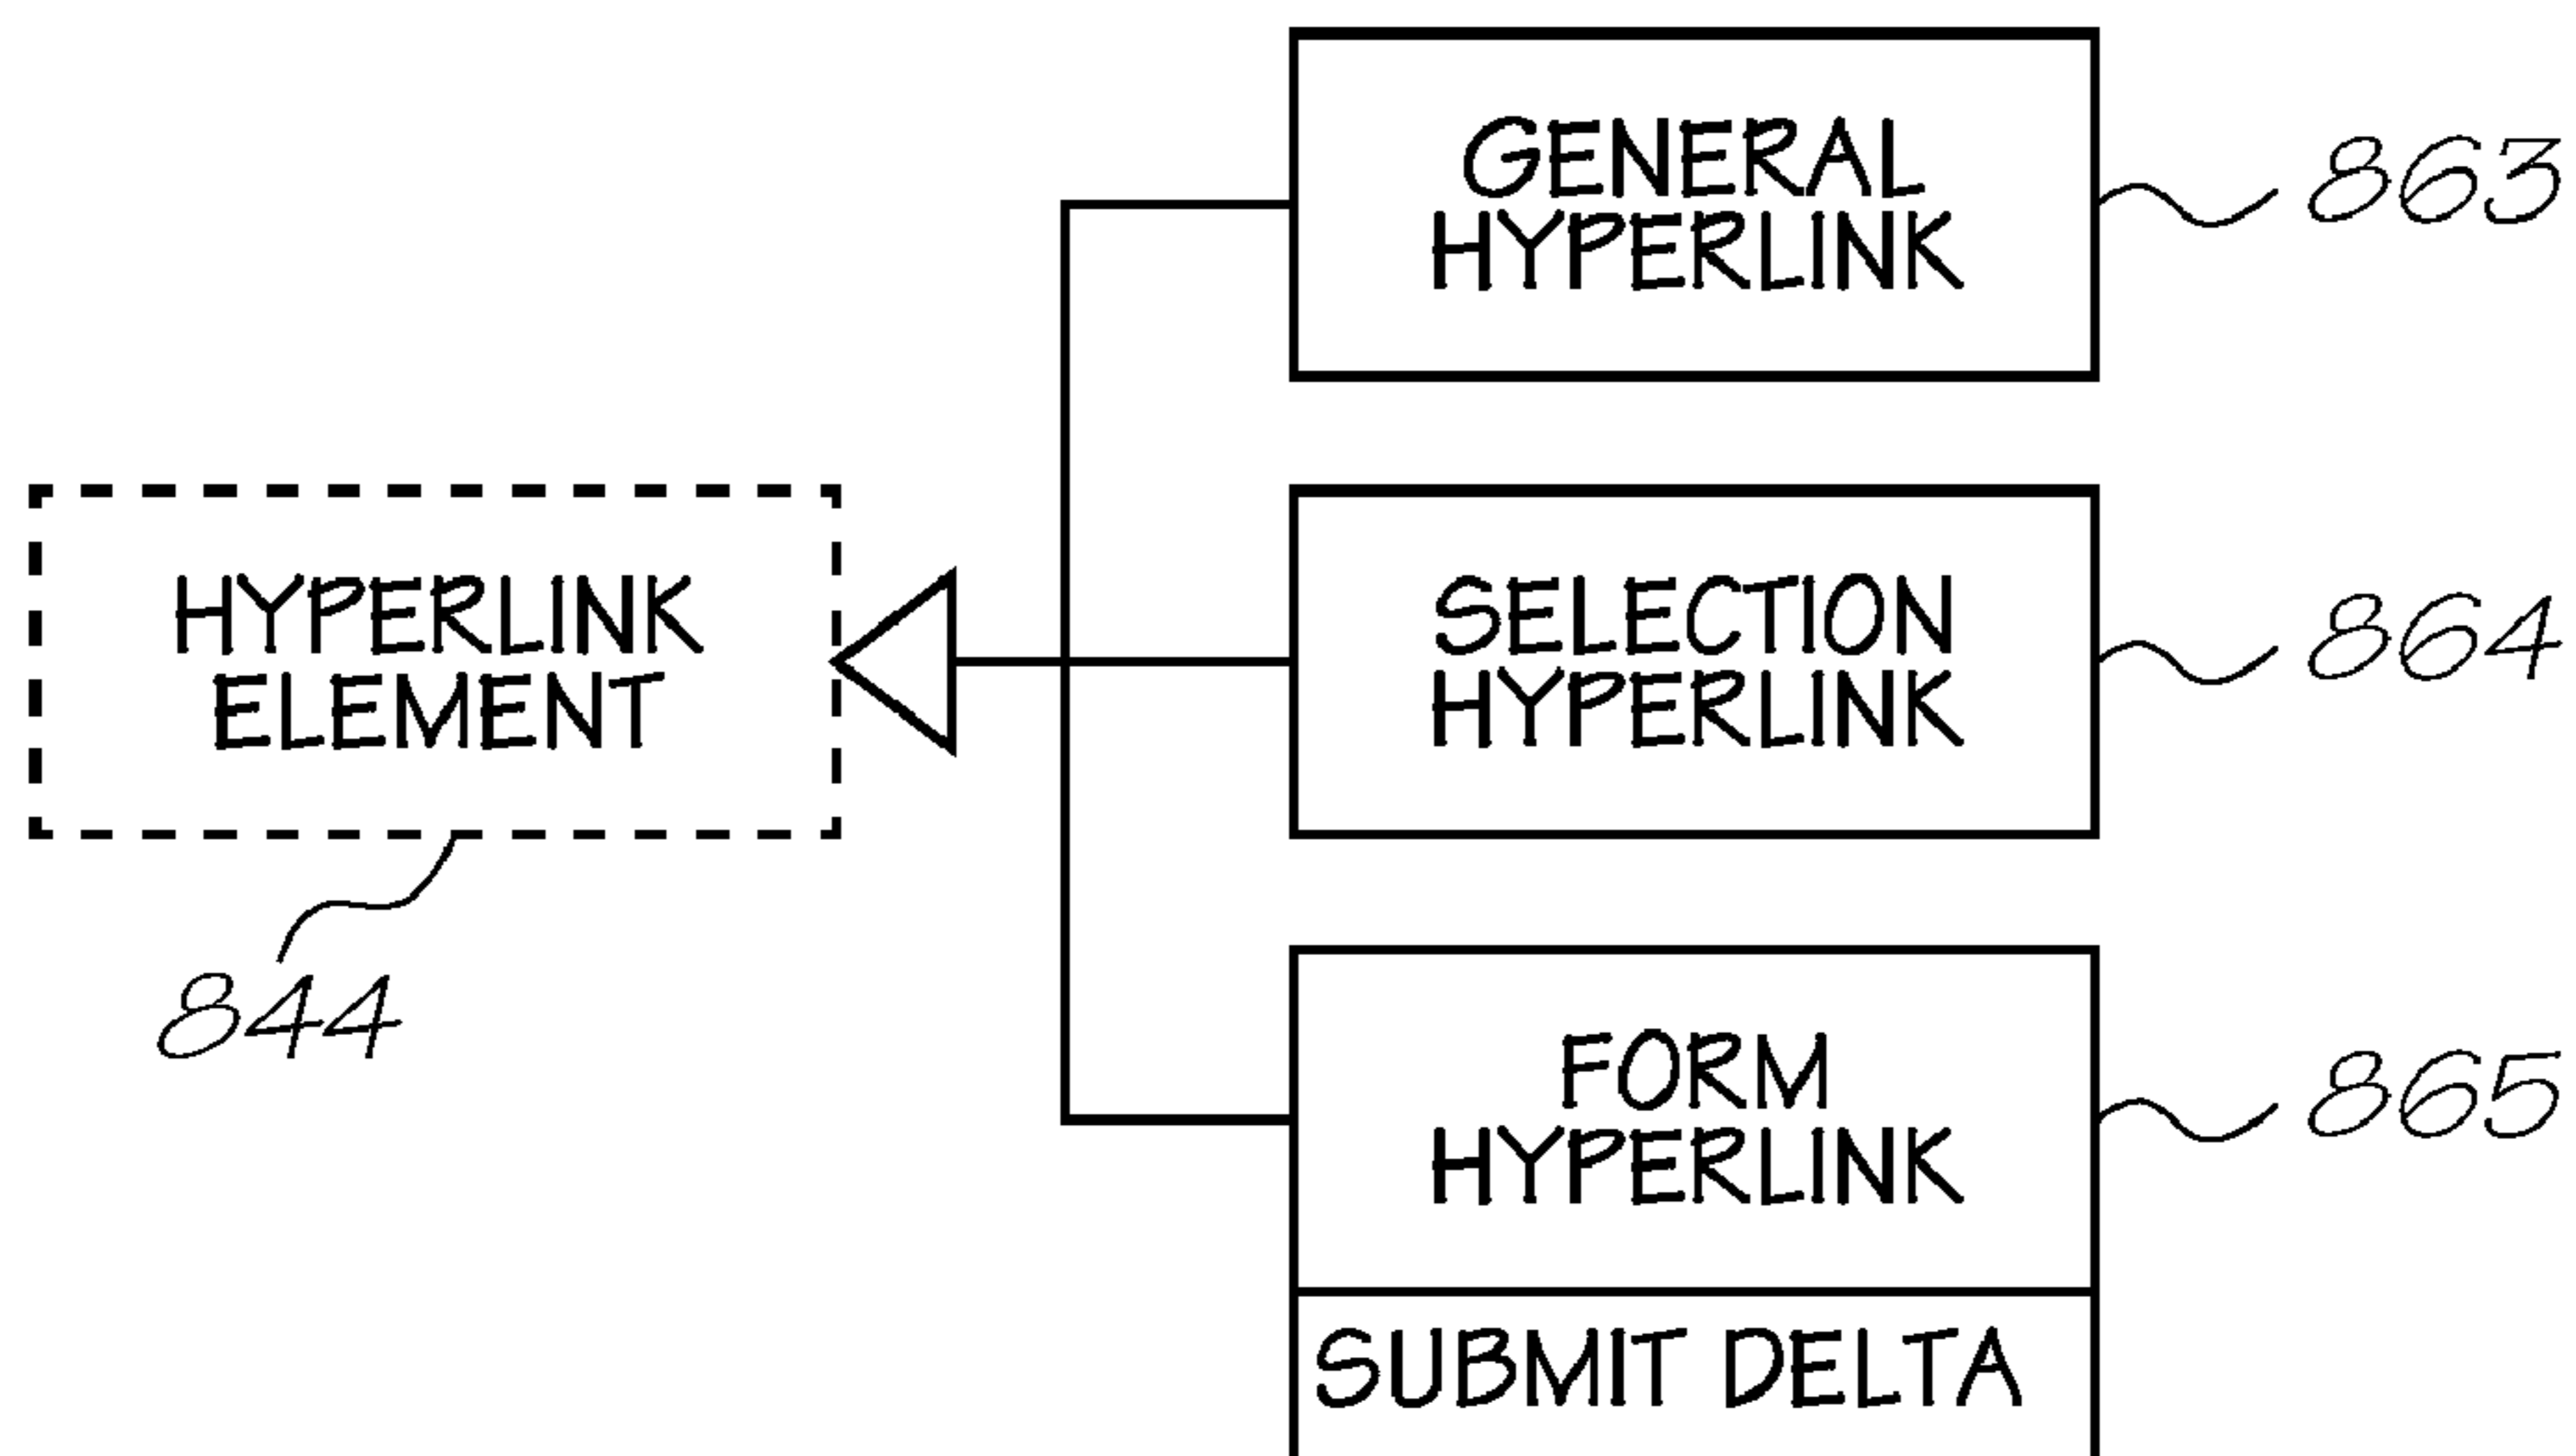 GENERAL
HYPERLINK
863
HYPERLINK
ELEMENT
844
SELECTION
HYPERLINK
864
FORM
HYPERLINK
865
SUBMIT DELTA